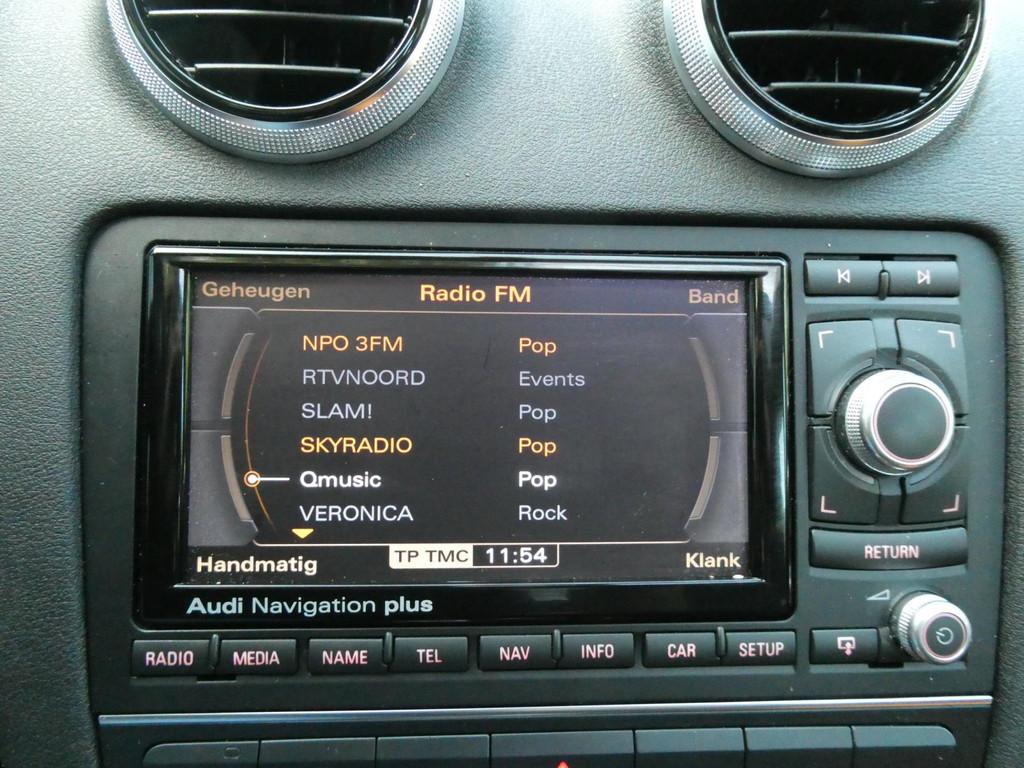 Geheugen Radio FM Band
NPO 3FM Pop
RTVNOORD Events
SLAM! Pop
SKYRADIO Pop
Qmusic Pop
VERONICA Rock
Handmatig TP TMC 11:54 Klank
Audi Navigation plus
RETURN
RADIO MEDIA NAME TEL NAV INFO CAR SETUP